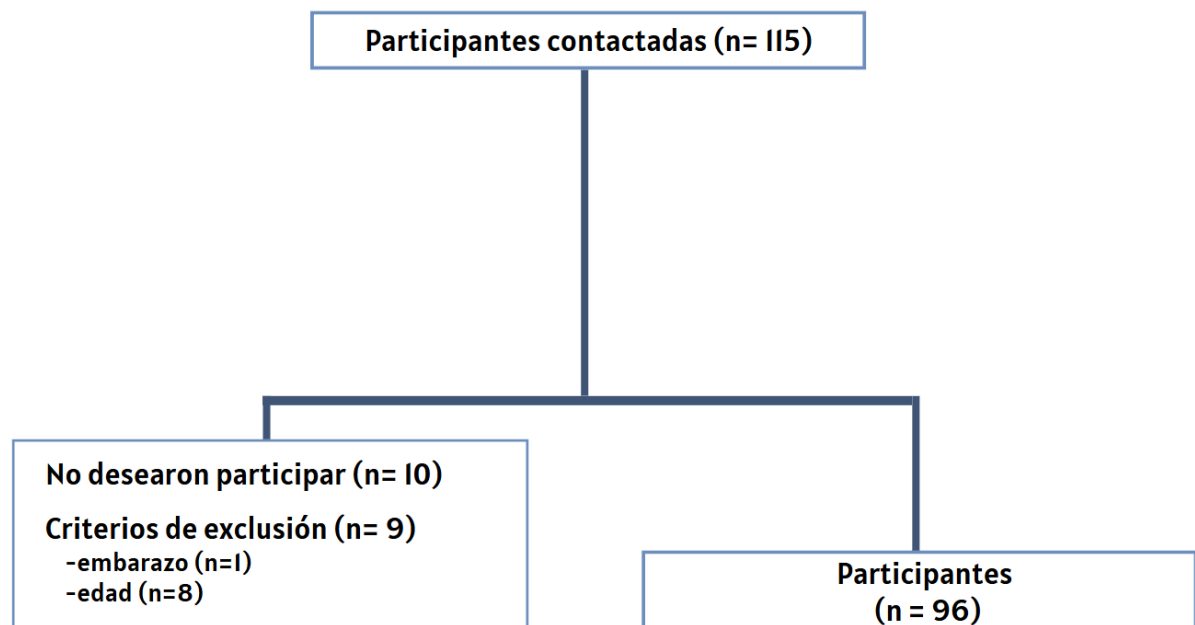 Participantes contactadas (n= 115)
No desearon participar (n= 10)
Criterios de exclusión (n= 9)
-embarazo (n=1)
-edad (n=8)
Participantes
(n = 96)